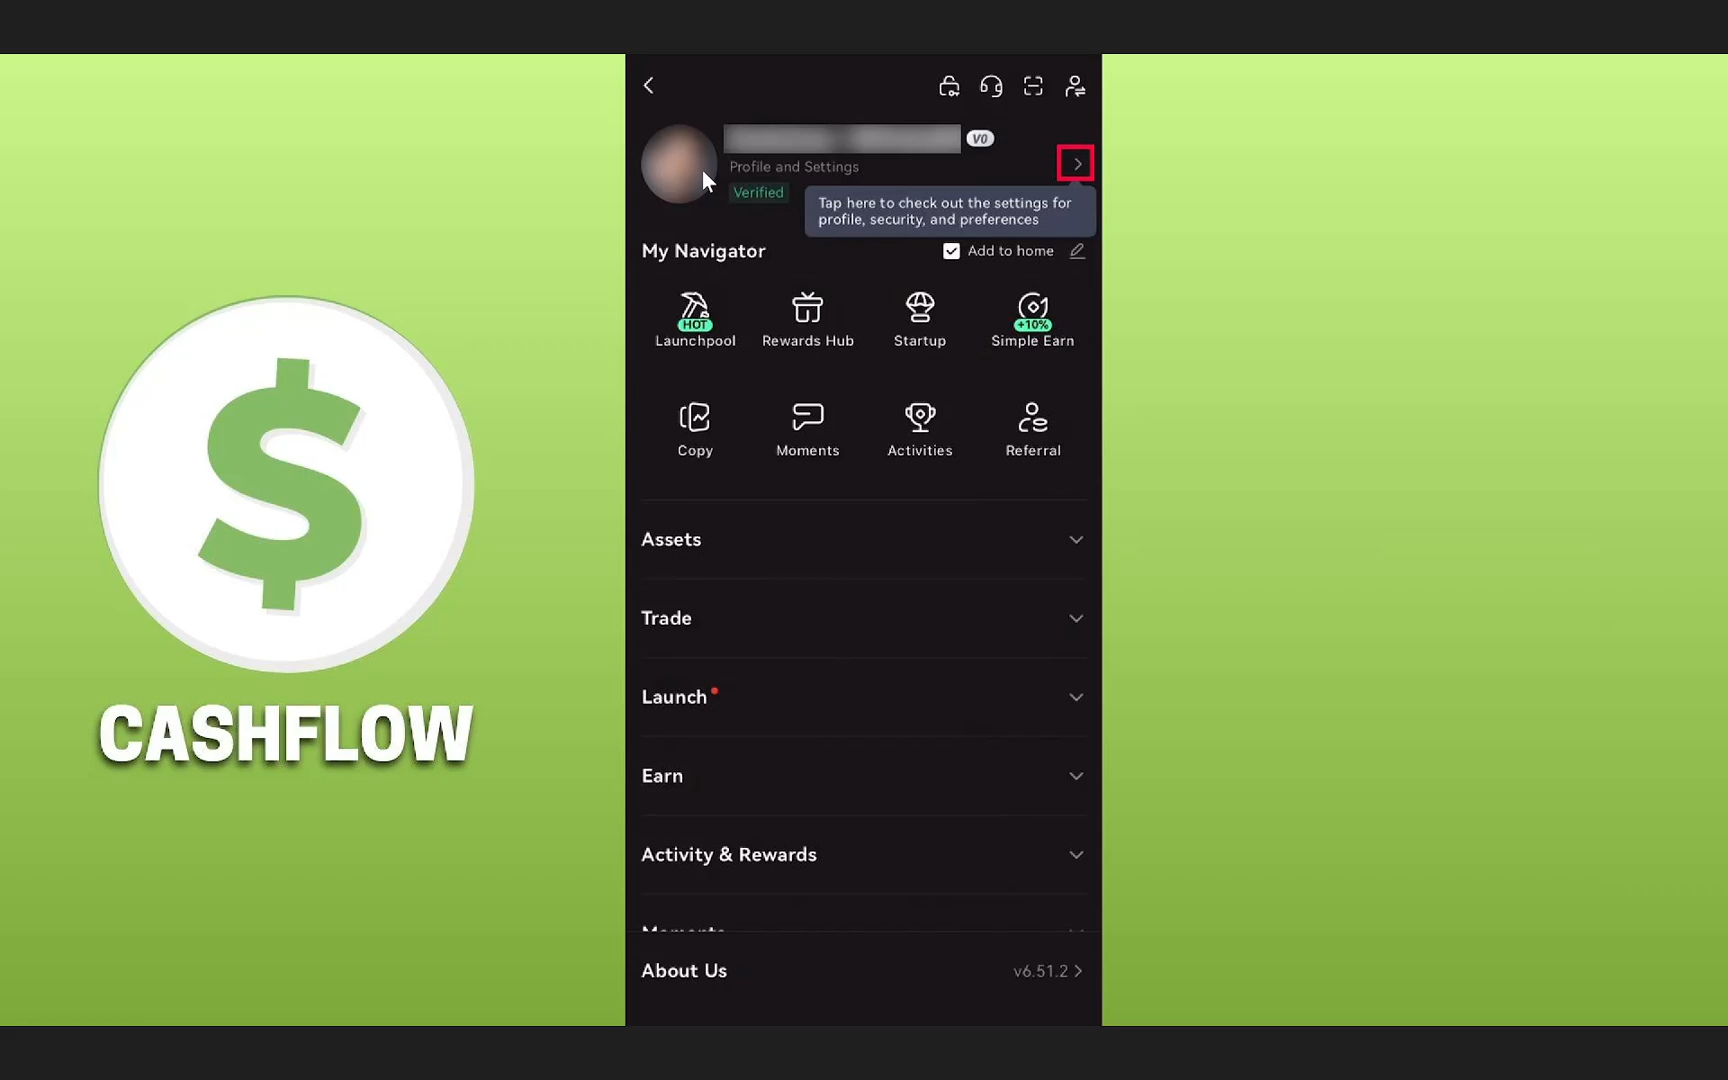 V0
Profile and Settings
Verified
Tap here to check out the settings for
profile, security, and preferences
My Navigator
Add to home
HOT
+10%
Launchpool
Rewards Hub
Startup
Simple Earn
Copy
Moments
Activities
Referral
Assets
Trade
Launch
Earn
Activity & Rewards
Moments
About Us
v6.51.2
$
CASHFLOW